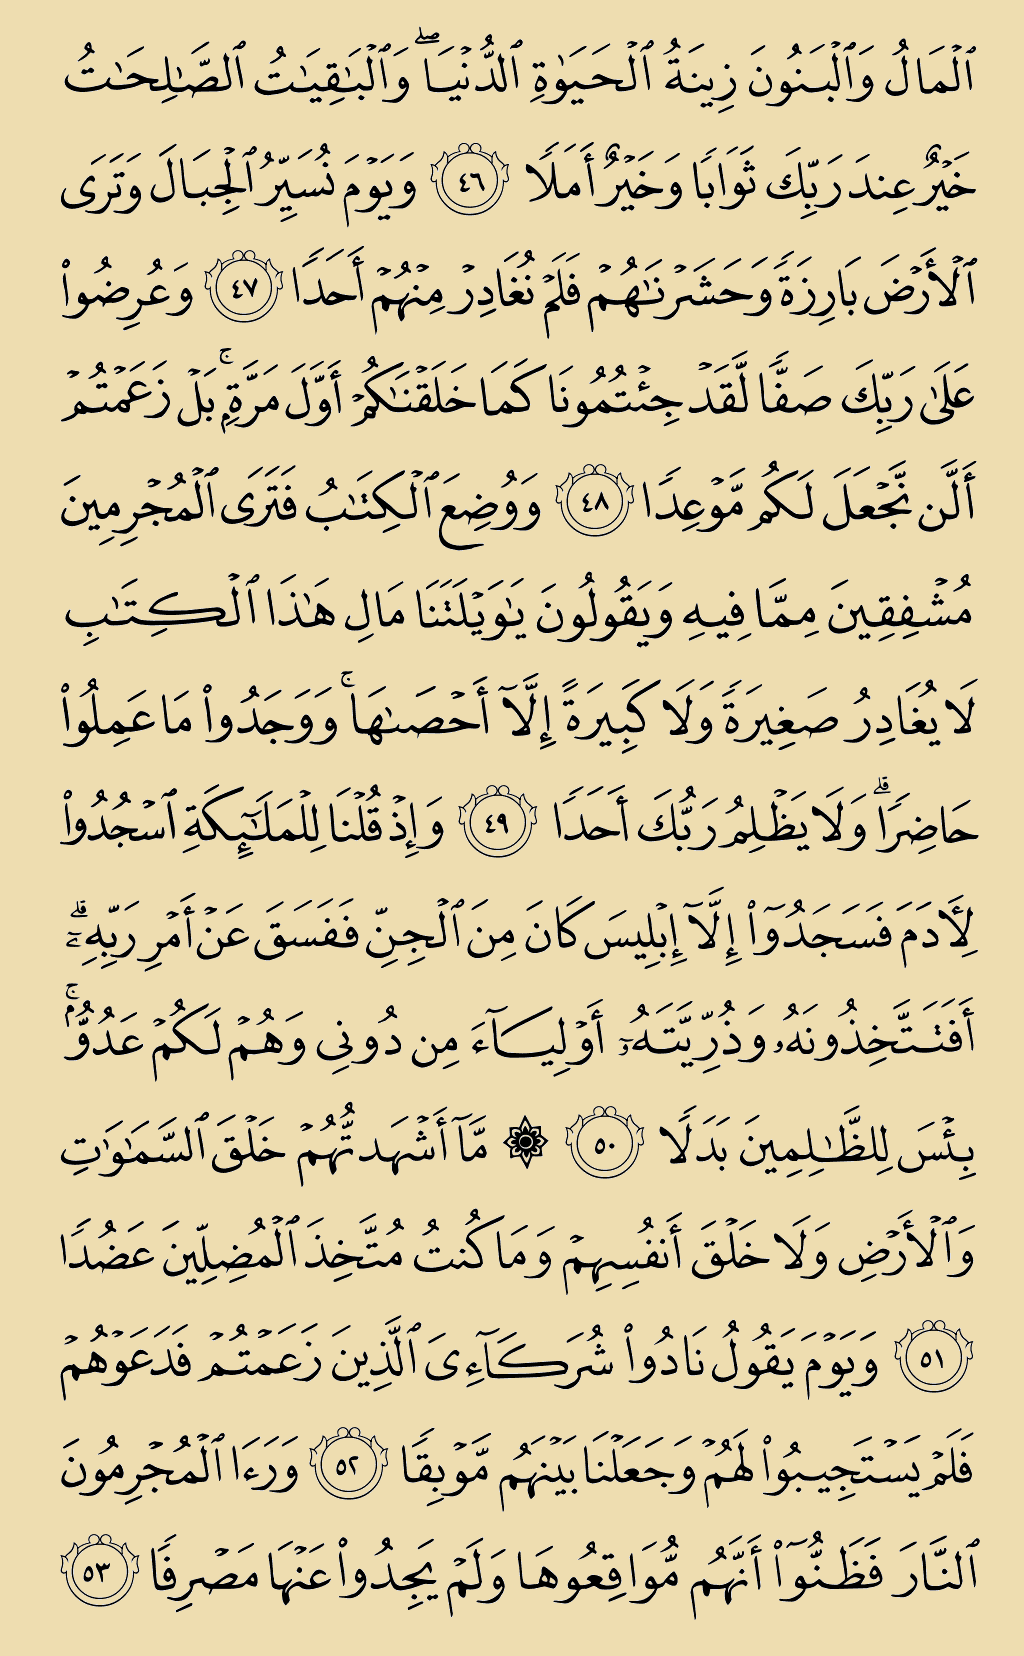 ٱلْمَالُ وَٱلْبَنُونَ زِينَةُ ٱلْحَيَوٰةِ ٱلدُّنْيَا ۖ وَٱلْبَٰقِيَٰتُ ٱلصَّٰلِحَٰتُ
خَيْرٌ عِندَ رَبِّكَ ثَوَابًا وَخَيْرٌ أَمَلًا ٤٦ وَيَوْمَ نُسَيِّرُ ٱلْجِبَالَ وَتَرَى
ٱلْأَرْضَ بَارِزَةً وَحَشَرْنَٰهُمْ فَلَمْ نُغَادِرْ مِنْهُمْ أَحَدًا ٤٧ وَعُرِضُوا۟
عَلَىٰ رَبِّكَ صَفًّا لَّقَدْ جِئْتُمُونَا كَمَا خَلَقْنَٰكُمْ أَوَّلَ مَرَّةٍۭ ۚ بَلْ زَعَمْتُمْ
أَلَّن نَّجْعَلَ لَكُم مَّوْعِدًا ٤٨ وَوُضِعَ ٱلْكِتَٰبُ فَتَرَى ٱلْمُجْرِمِينَ
مُشْفِقِينَ مِمَّا فِيهِ وَيَقُولُونَ يَٰوَيْلَتَنَا مَالِ هَٰذَا ٱلْكِتَٰبِ
لَا يُغَادِرُ صَغِيرَةً وَلَا كَبِيرَةً إِلَّآ أَحْصَىٰهَا ۚ وَوَجَدُوا۟ مَا عَمِلُوا۟
حَاضِرًا ۗ وَلَا يَظْلِمُ رَبُّكَ أَحَدًا ٤٩ وَإِذْ قُلْنَا لِلْمَلَٰٓئِكَةِ ٱسْجُدُوا۟
لِءَادَمَ فَسَجَدُوٓا۟ إِلَّآ إِبْلِيسَ كَانَ مِنَ ٱلْجِنِّ فَفَسَقَ عَنْ أَمْرِ رَبِّهِۦٓ ۗ
أَفَتَتَّخِذُونَهُۥ وَذُرِّيَّتَهُۥٓ أَوْلِيَآءَ مِن دُونِى وَهُمْ لَكُمْ عَدُوٌّۢ ۚ
بِئْسَ لِلظَّٰلِمِينَ بَدَلًا ٥٠ ۞ مَّآ أَشْهَدتُّهُمْ خَلْقَ ٱلسَّمَٰوَٰتِ
وَٱلْأَرْضِ وَلَا خَلْقَ أَنفُسِهِمْ وَمَا كُنتُ مُتَّخِذَ ٱلْمُضِلِّينَ عَضُدًا
٥١ وَيَوْمَ يَقُولُ نَادُوا۟ شُرَكَآءِىَ ٱلَّذِينَ زَعَمْتُمْ فَدَعَوْهُمْ
فَلَمْ يَسْتَجِيبُوا۟ لَهُمْ وَجَعَلْنَا بَيْنَهُم مَّوْبِقًا ٥٢ وَرَءَا ٱلْمُجْرِمُونَ
ٱلنَّارَ فَظَنُّوٓا۟ أَنَّهُم مُّوَاقِعُوهَا وَلَمْ يَجِدُوا۟ عَنْهَا مَصْرِفًا ٥٣